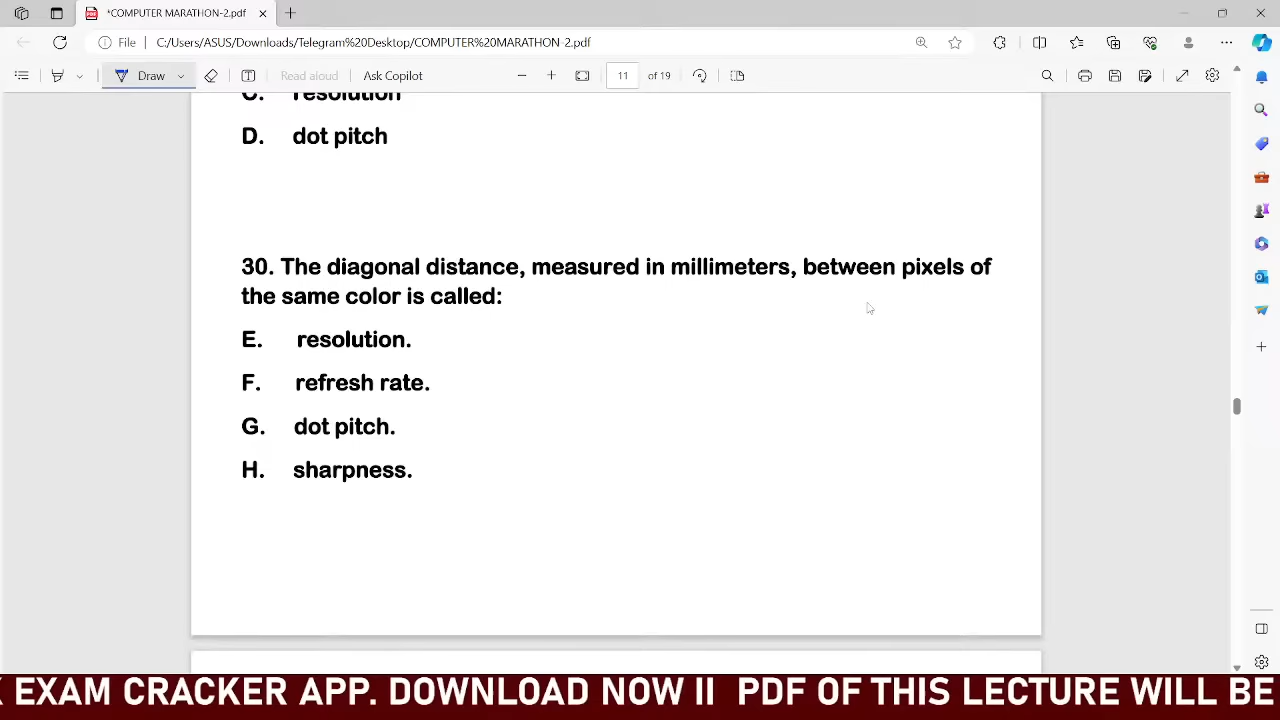 *COMPUTER MARATHON-2.pdf
File C:/Users/ASUS/Downloads/Telegram%20Desktop/COMPUTER%20MARATHON-2.pdf
Draw Read aloud Ask Copilot 11 of 19
C. resolution
D. dot pitch
30. The diagonal distance, measured in millimeters, between pixels of
the same color is called:
E. resolution.
F. refresh rate.
G. dot pitch.
H. sharpness.
X EXAM CRACKER APP. DOWNLOAD NOW II PDF OF THIS LECTURE WILL BE